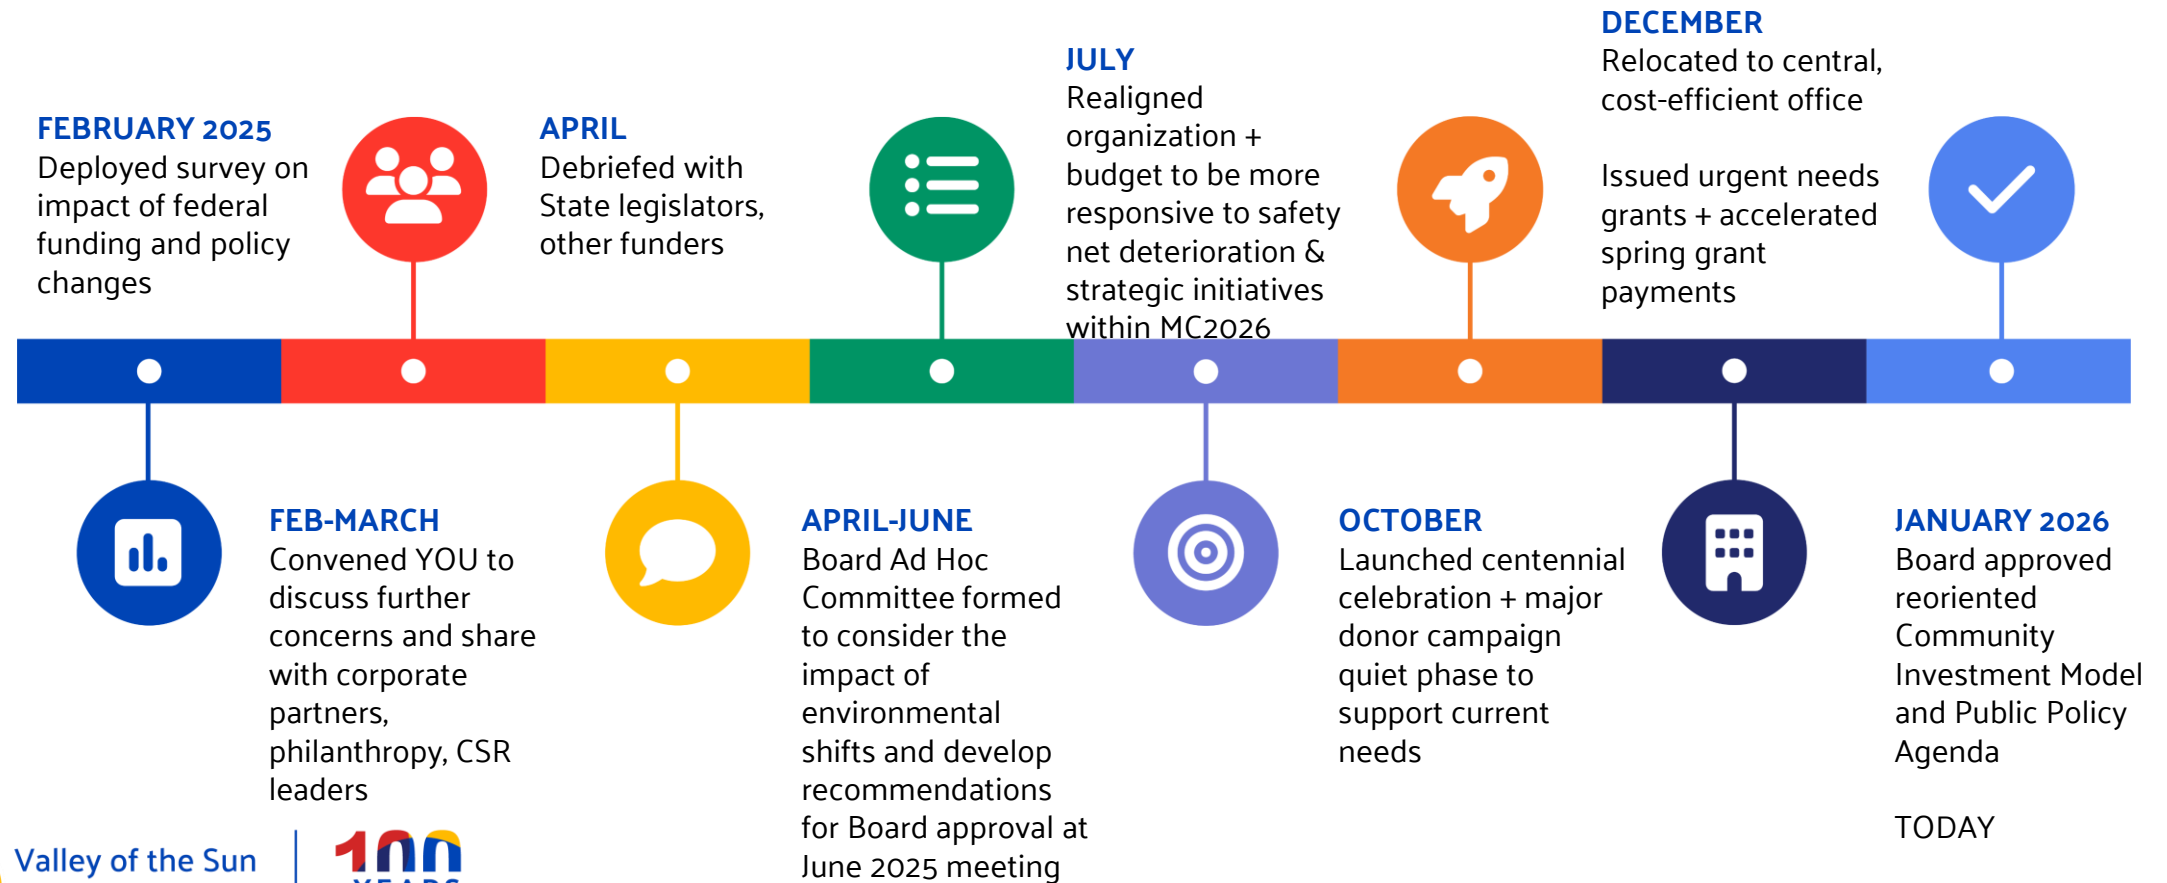 FEBRUARY 2025
Deployed survey on
impact of federal
funding and policy
changes
FEB-MARCH
Convened YOU to
discuss further
concerns and share
with corporate
partners,
philanthropy, CSR
leaders
APRIL
Debriefed with
State legislators,
other funders
APRIL-JUNE
Board Ad Hoc
Committee formed
to consider the
impact of
environmental
shifts and develop
recommendations
for Board approval at
June 2025 meeting
JULY
Realigned
organization +
budget to be more
responsive to safety
net deterioration &
strategic initiatives
within MC2026
OCTOBER
Launched centennial
celebration + major
donor campaign
quiet phase to
support current
needs
DECEMBER
Relocated to central,
cost-efficient office
Issued urgent needs
grants + accelerated
spring grant
payments
JANUARY 2026
Board approved
reoriented
Community
Investment Model
and Public Policy
Agenda
TODAY
Valley of the Sun
100
YEARS